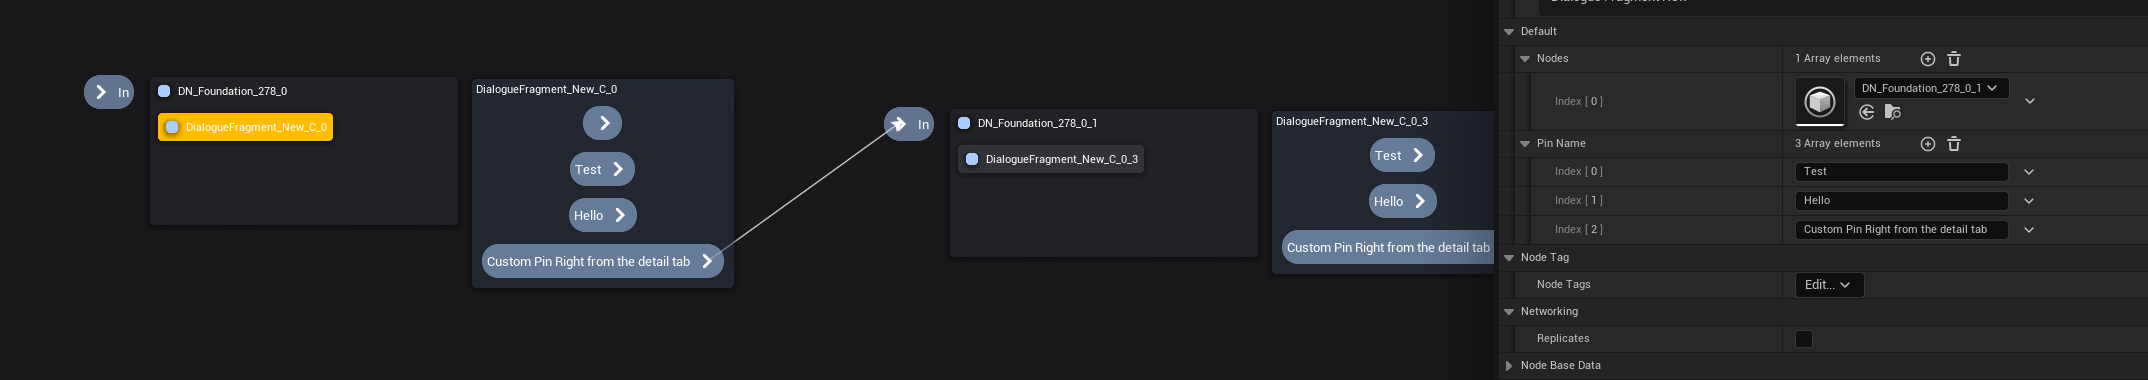 In
DN_Foundation_278_0
DialogueFragment_New_C_0
DialogueFragment_New_C_0
Test
Hello
Custom Pin Right from the detail tab
In
DN_Foundation_278_0_1
DialogueFragment_New_C_0_3
DialogueFragment_New_C_0_3
Test
Hello
Custom Pin Right from the detail tab
Default
Nodes
1 Array elements
Index [ 0 ]
DN_Foundation_278_0_1
Pin Name
3 Array elements
Index [ 0 ]
Test
Index [ 1 ]
Hello
Index [ 2 ]
Custom Pin Right from the detail tab
Node Tag
Node Tags
Edit...
Networking
Replicates
Node Base Data